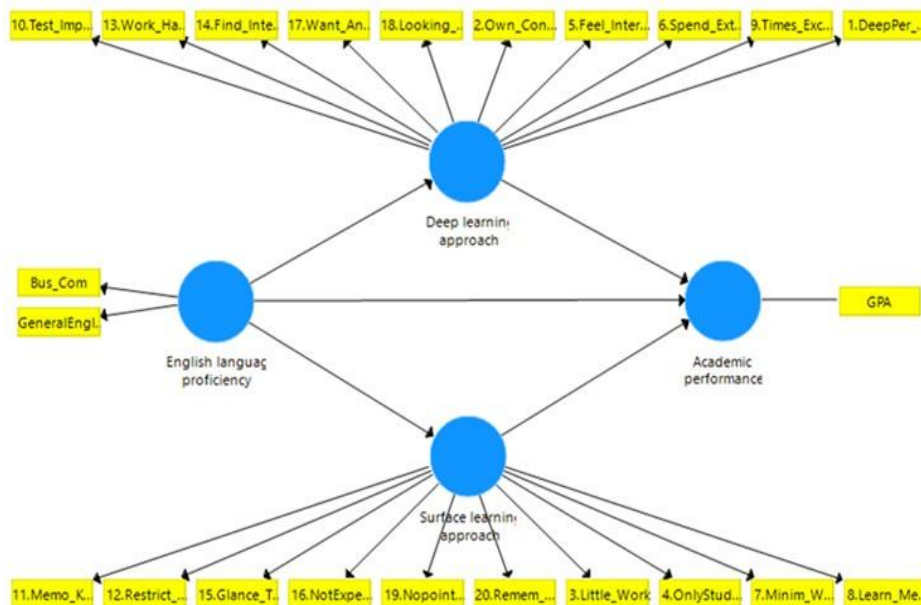 10.Test_Imp...
13.Work_Ha...
14.Find_Inte...
17.Want_An...
18.Looking_...
2.Own_Con...
5.Feel_Inter...
6.Spend_Ext...
9.Times_Exc...
1.DeepPer_...
Deep learning
approach
Bus_Com
GeneralEngl...
GPA
English languag
proficiency
Academic
performance
Surface learning
approach
11.Memo_K...
12.Restrict_...
15.Glance_T...
16.NotExpe...
19.Nopoint...
20.Remem_...
3.Little_Work
4.OnlyStud...
7.Minim_W...
8.Learn_Me...